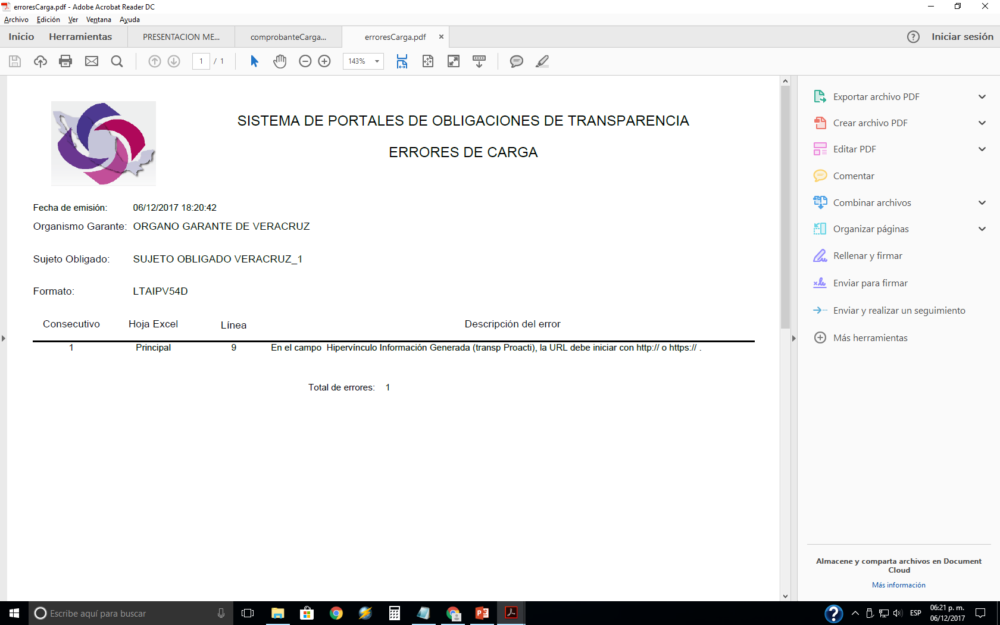 erroresCarga.pdf - Adobe Acrobat Reader DC
Archivo Edición Ver Ventana Ayuda
Inicio Herramientas PRESENTACION ME... comprobanteCarga... erroresCarga.pdf × ? Iniciar sesión
1 / 1 143%
SISTEMA DE PORTALES DE OBLIGACIONES DE TRANSPARENCIA
ERRORES DE CARGA
Fecha de emisión: 06/12/2017 18:20:42
Organismo Garante: ORGANO GARANTE DE VERACRUZ
Sujeto Obligado: SUJETO OBLIGADO VERACRUZ_1
Formato: LTAIPV54D
Consecutivo Hoja Excel Línea Descripción del error
1 Principal 9 En el campo Hipervínculo Información Generada (transp Proacti), la URL debe iniciar con http:// o https:// .
Total de errores: 1
Exportar archivo PDF
Crear archivo PDF
Editar PDF
Comentar
Combinar archivos
Organizar páginas
Rellenar y firmar
Enviar para firmar
Enviar y realizar un seguimiento
Más herramientas
Almacene y comparta archivos en Document
Cloud
Más información
Escribe aquí para buscar
ESP
06:21 p. m.
06/12/2017